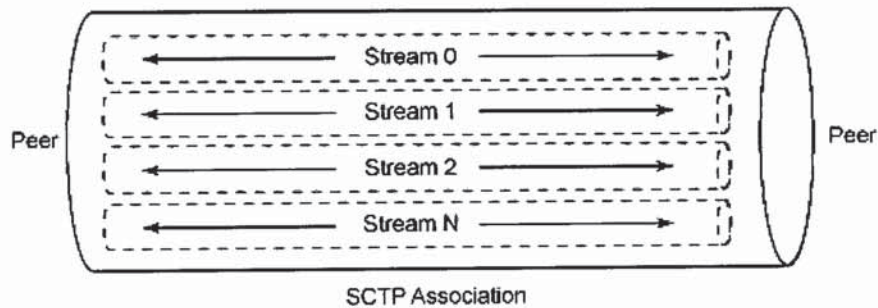 Stream 0
Stream 1
Peer
Peer
Stream 2
Stream N
SCTP Association